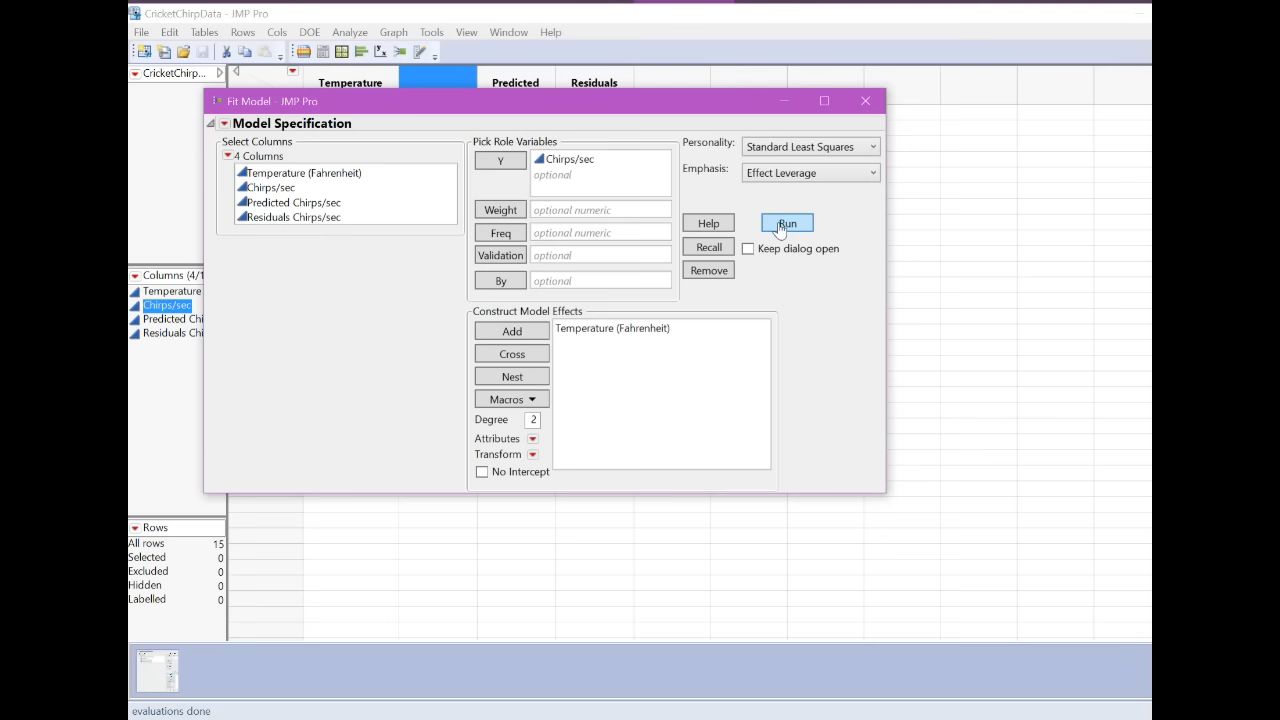 CricketChirpData - JMP Pro
File Edit Tables Rows Cols DOE Analyze Graph Tools View Window Help
CricketChirp...
Temperature Predicted Residuals
Fit Model - JMP Pro
Model Specification
Select Columns
4 Columns
Temperature (Fahrenheit)
Chirps/sec
Predicted Chirps/sec
Residuals Chirps/sec
Pick Role Variables
Y Chirps/sec
optional
Weight optional numeric
Freq optional numeric
Validation optional
By optional
Personality: Standard Least Squares
Emphasis: Effect Leverage
Help Run
Recall Keep dialog open
Remove
Construct Model Effects
Add Temperature (Fahrenheit)
Cross
Nest
Macros
Degree 2
Attributes
Transform
No Intercept
Columns (4/1
Temperature
Chirps/sec
Predicted Chi
Residuals Chi
Rows
All rows 15
Selected 0
Excluded 0
Hidden 0
Labelled 0
evaluations done